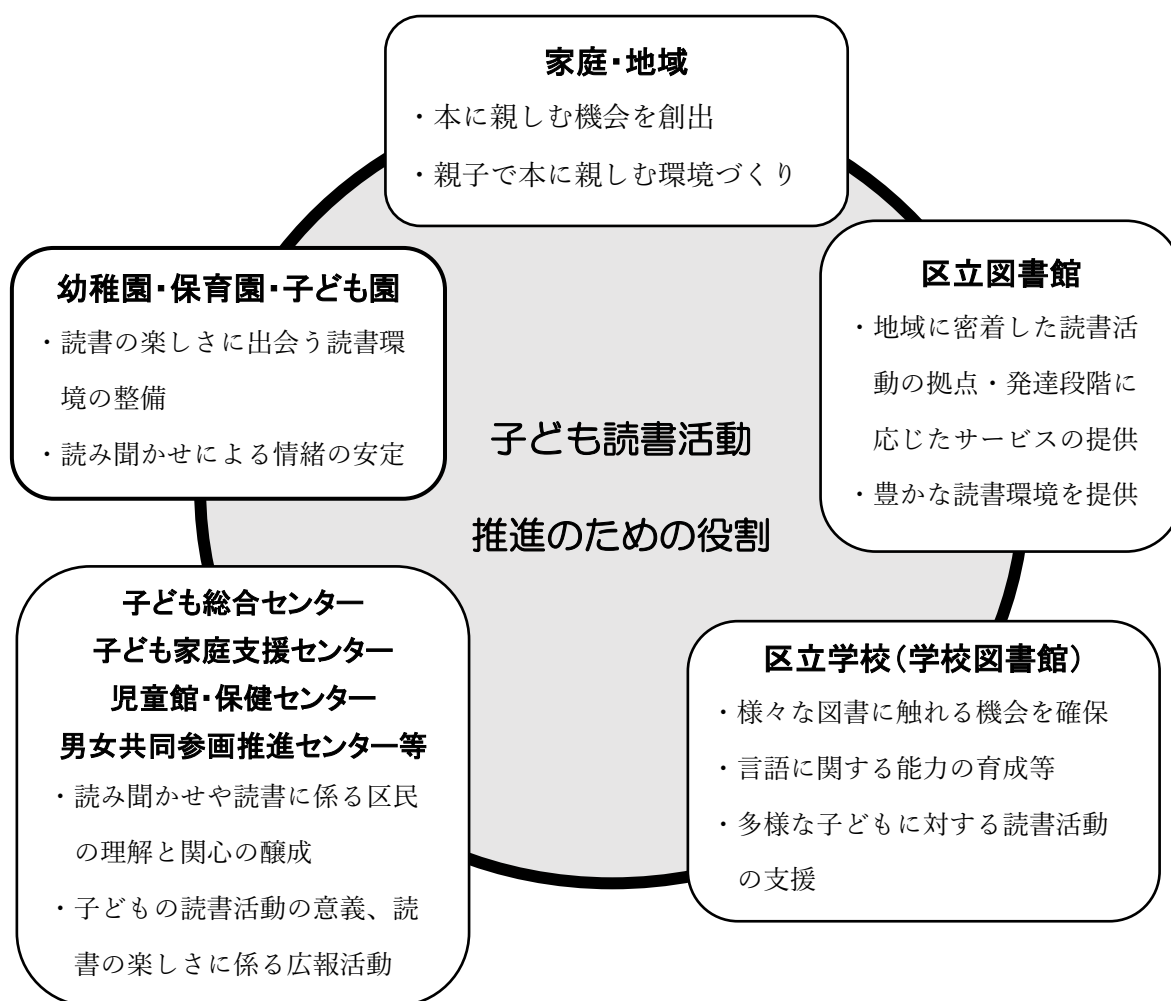 家庭・地域
・本に親しむ機会を創出
・親子で本に親しむ環境づくり
幼稚園・保育園・子ども園
・読書の楽しさに出会う読書環
境の整備
・読み聞かせによる情緒の安定
区立図書館
・地域に密着した読書活
動の拠点・発達段階に
応じたサービスの提供
・豊かな読書環境を提供
子ども読書活動
推進のための役割
子ども総合センター
子ども家庭支援センター
児童館・保健センター
男女共同参画推進センター等
・読み聞かせや読書に係る区民
の理解と関心の醸成
・子どもの読書活動の意義、読
書の楽しさに係る広報活動
区立学校(学校図書館)
・様々な図書に触れる機会を確保
・言語に関する能力の育成等
・多様な子どもに対する読書活動
の支援